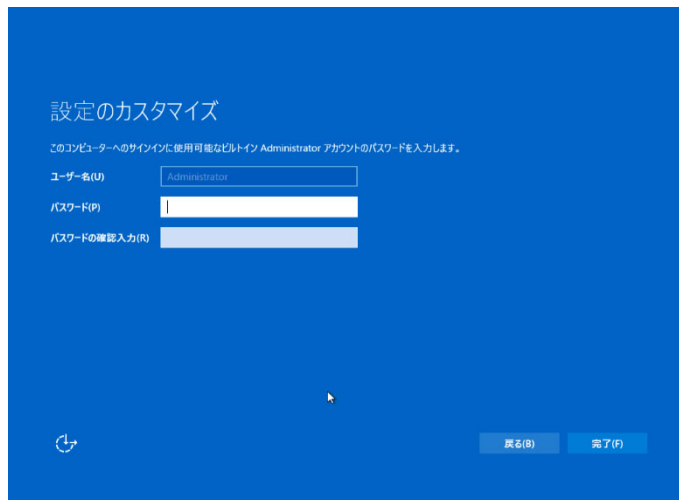 設定のカスタマイズ
このコンピューターへのサインインに使用可能なビルトイン Administrator アカウントのパスワードを入力します。
ユーザー名(U)
Administrator
パスワード(P)
パスワードの確認入力(R)
戻る(B)
完了(F)